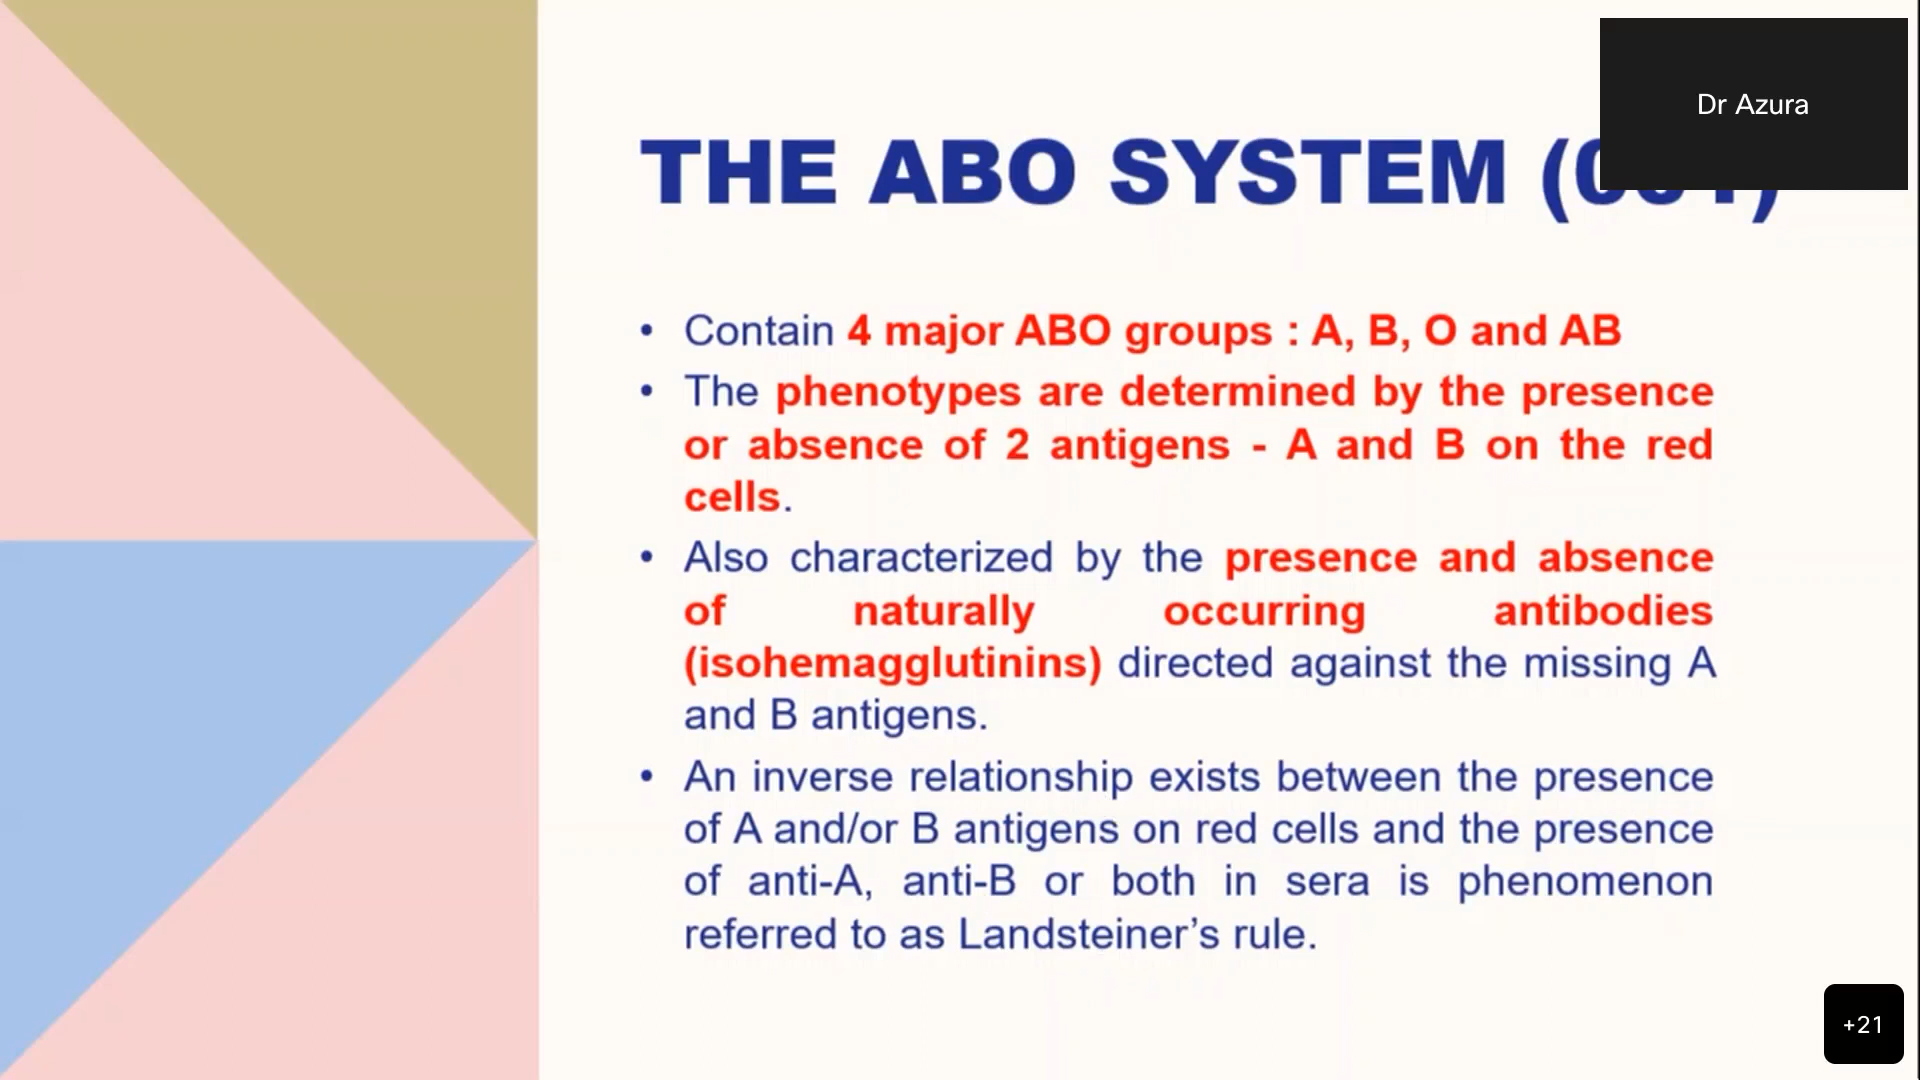 Dr Azura
THE ABO SYSTEM
• Contain 4 major ABO groups : A, B, O and AB
• The phenotypes are determined by the presence
or absence of 2 antigens - A and B on the red
cells.
• Also characterized by the presence and absence
of naturally occurring antibodies
(isohemagglutinins) directed against the missing A
and B antigens.
• An inverse relationship exists between the presence
of A and/or B antigens on red cells and the presence
of anti-A, anti-B or both in sera is phenomenon
referred to as Landsteiner’s rule.
+21